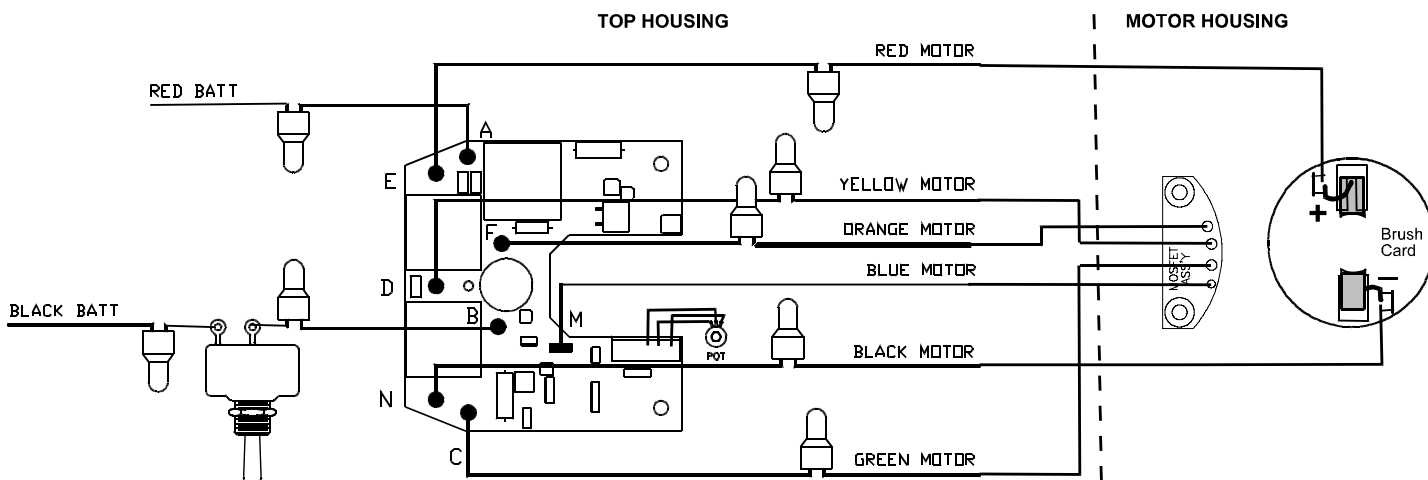 TOP HOUSING
MOTOR HOUSING
RED MOTOR
RED BATT
A
E
YELLOW MOTOR
ORANGE MOTOR
F
+
Brush
Card
BLUE MOTOR
MOSFET
ASS'Y
D
−
BLACK BATT
B
M
POT
BLACK MOTOR
N
C
GREEN MOTOR